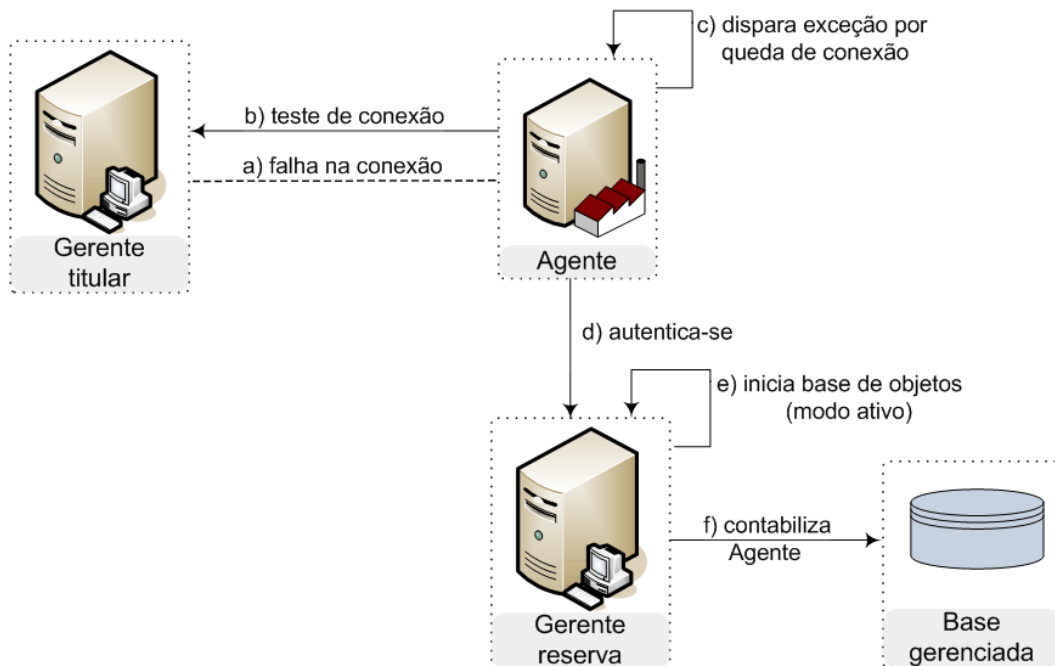 c) dispara exceção por
queda de conexão
b) teste de conexão
a) falha na conexão
Gerente
titular
Agente
d) autentica-se
e) inicia base de objetos
(modo ativo)
f) contabiliza
Agente
Gerente
reserva
Base
gerenciada